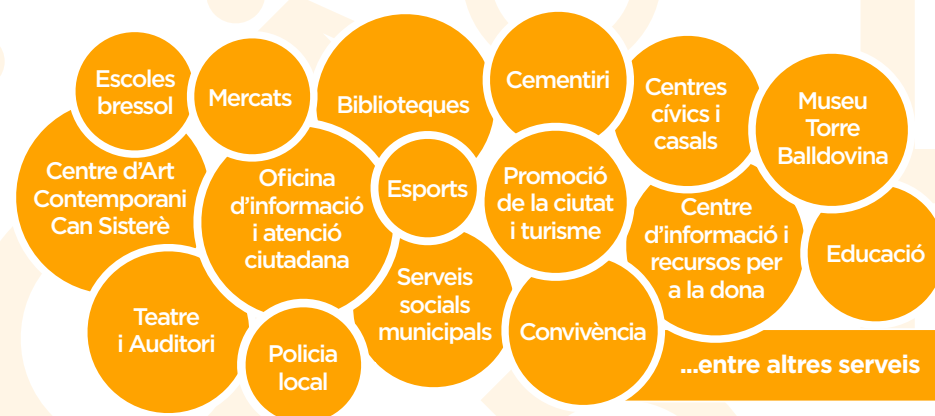 Escoles
bressol
Mercats
Biblioteques
Cementiri
Centres
cívics i
casals
Museu
Torre
Balldovina
Centre d’Art
Contemporani
Can Sisterè
Oficina
d’informació
i atenció
ciutadana
Esports
Promoció
de la ciutat
i turisme
Centre
d’informació i
recursos per
a la dona
Educació
Teatre
i Auditori
Policia
local
Serveis
socials
municipals
Convivència
...entre altres serveis